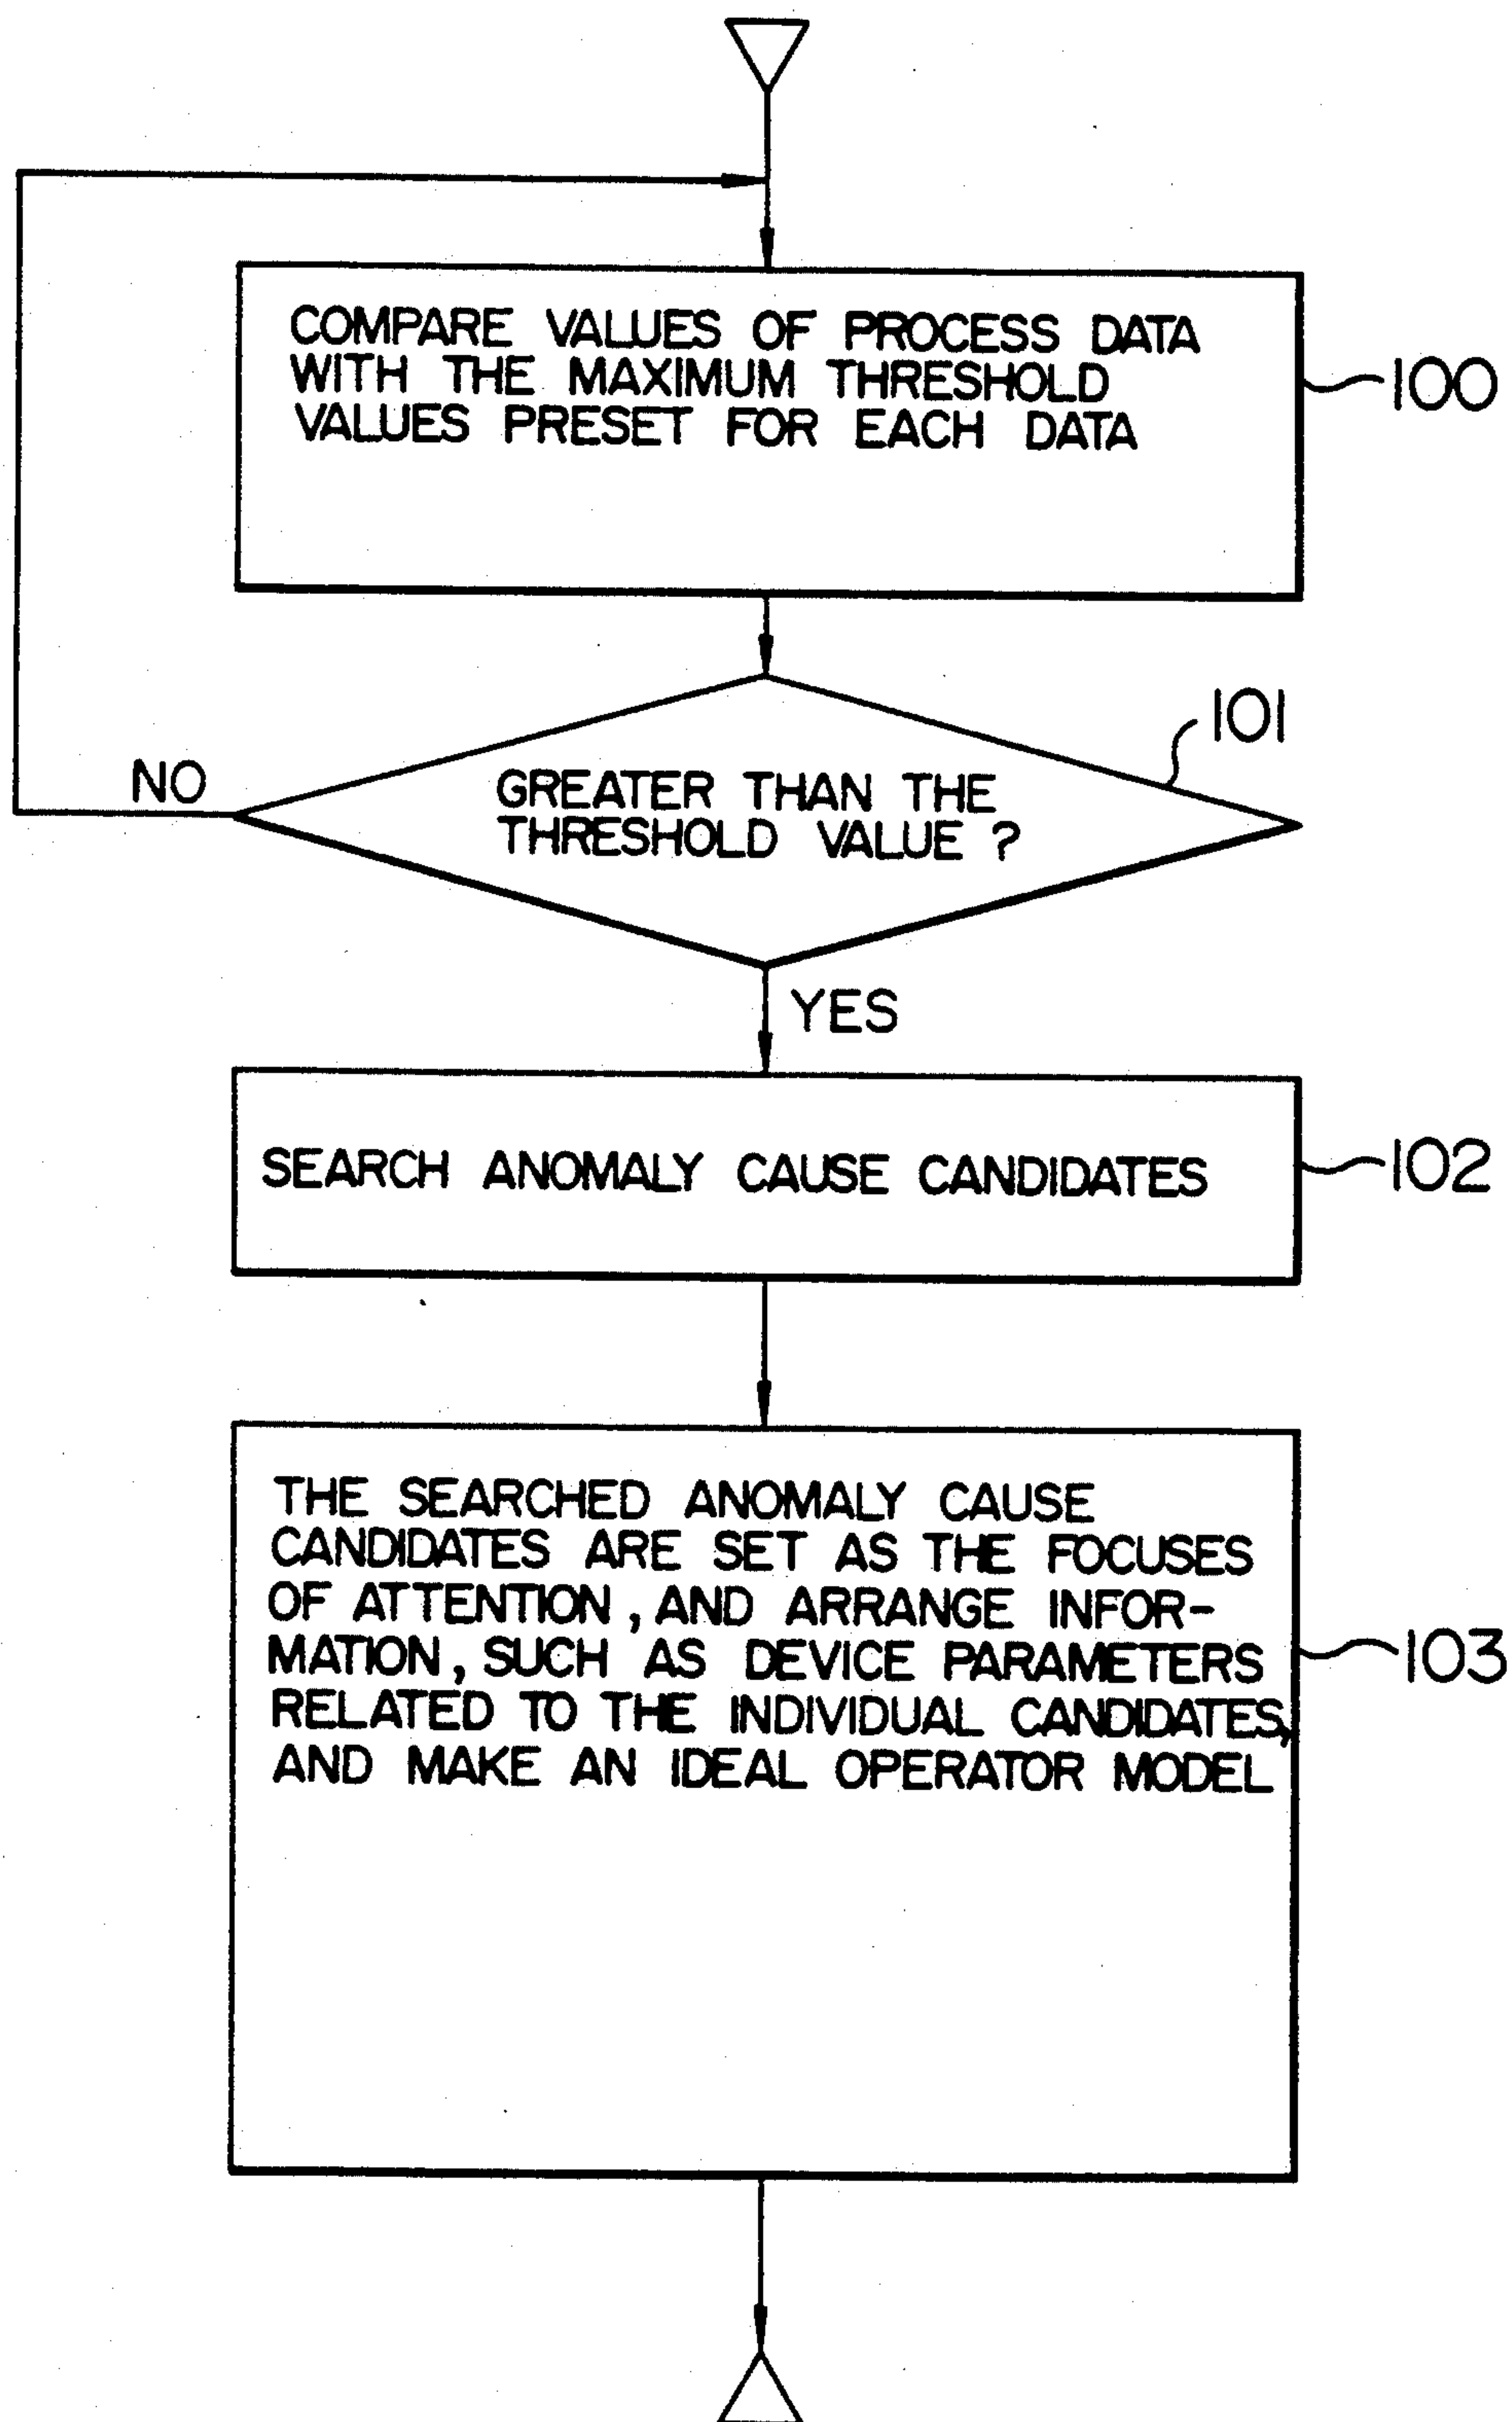 COMPARE VALUES OF PROCESS DATA
WITH THE MAXIMUM THRESHOLD
VALUES PRESET FOR EACH DATA
100
101
NO
GREATER THAN THE
THRESHOLD VALUE ?
YES
SEARCH ANOMALY CAUSE CANDIDATES
102
THE SEARCHED ANOMALY CAUSE
CANDIDATES ARE SET AS THE FOCUSES
OF ATTENTION, AND ARRANGE INFOR-
MATION, SUCH AS DEVICE PARAMETERS
RELATED TO THE INDIVIDUAL CANDIDATES,
AND MAKE AN IDEAL OPERATOR MODEL
103